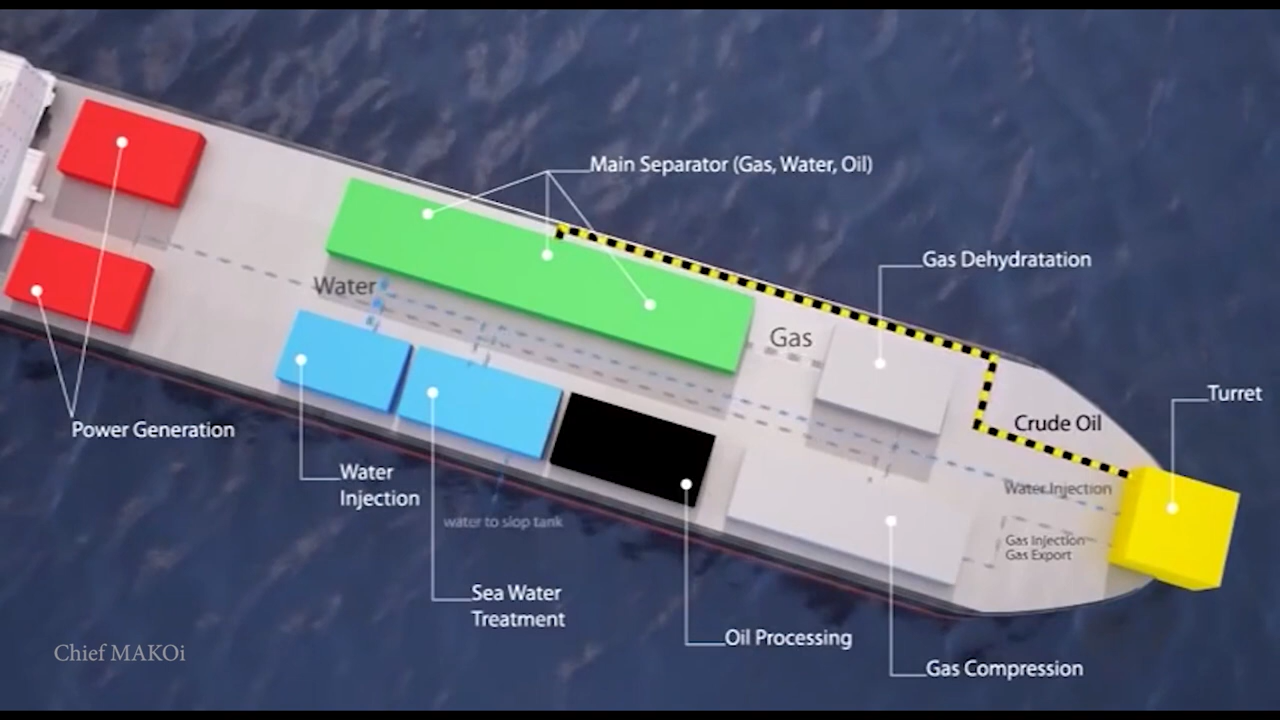 Main Separator (Gas, Water, Oil)
Gas Dehydratation
Water
Gas
Turret
Crude Oil
Power Generation
Water
Injection
Water Injection
water to slop tank
Gas Injection
Gas Export
Sea Water
Treatment
Oil Processing
Chief MAKOi
Gas Compression